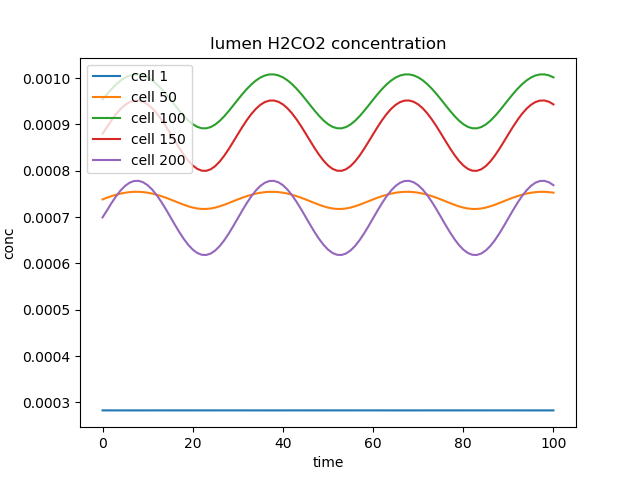 lumen H2CO2 concentration
cell 1
cell 50
cell 100
cell 150
cell 200
0.0010
0.0009
0.0008
0.0007
0.0006
0.0005
0.0004
0.0003
conc
0
20
40
60
80
100
time